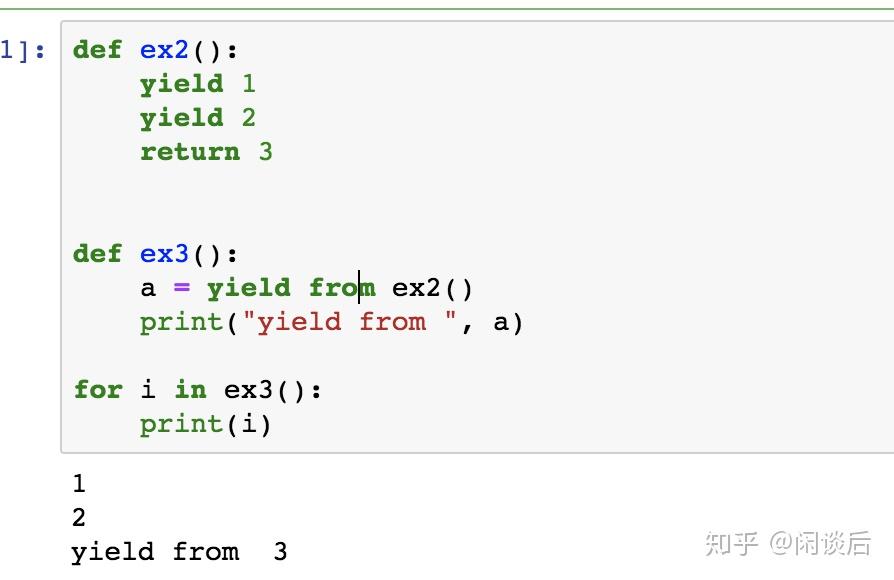 1]:
def ex2():
    yield 1
    yield 2
    return 3
def ex3():
    a = yield from ex2()
    print("yield from ", a)
for i in ex3():
    print(i)
1
2
yield from  3
知乎 @闲谈后